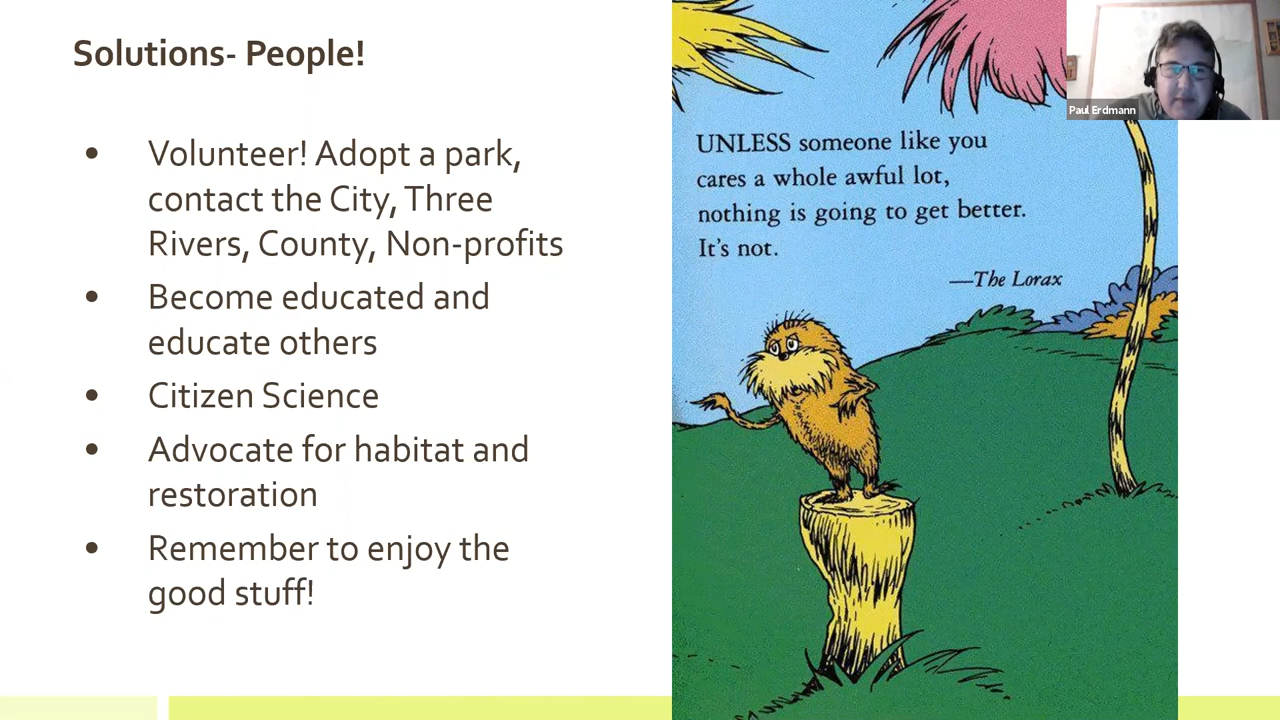 Solutions- People!
• Volunteer! Adopt a park,
contact the City, Three
Rivers, County, Non-profits
• Become educated and
educate others
• Citizen Science
• Advocate for habitat and
restoration
• Remember to enjoy the
good stuff!
UNLESS someone like you
cares a whole awful lot,
nothing is going to get better.
It's not.
—The Lorax
Paul Erdmann